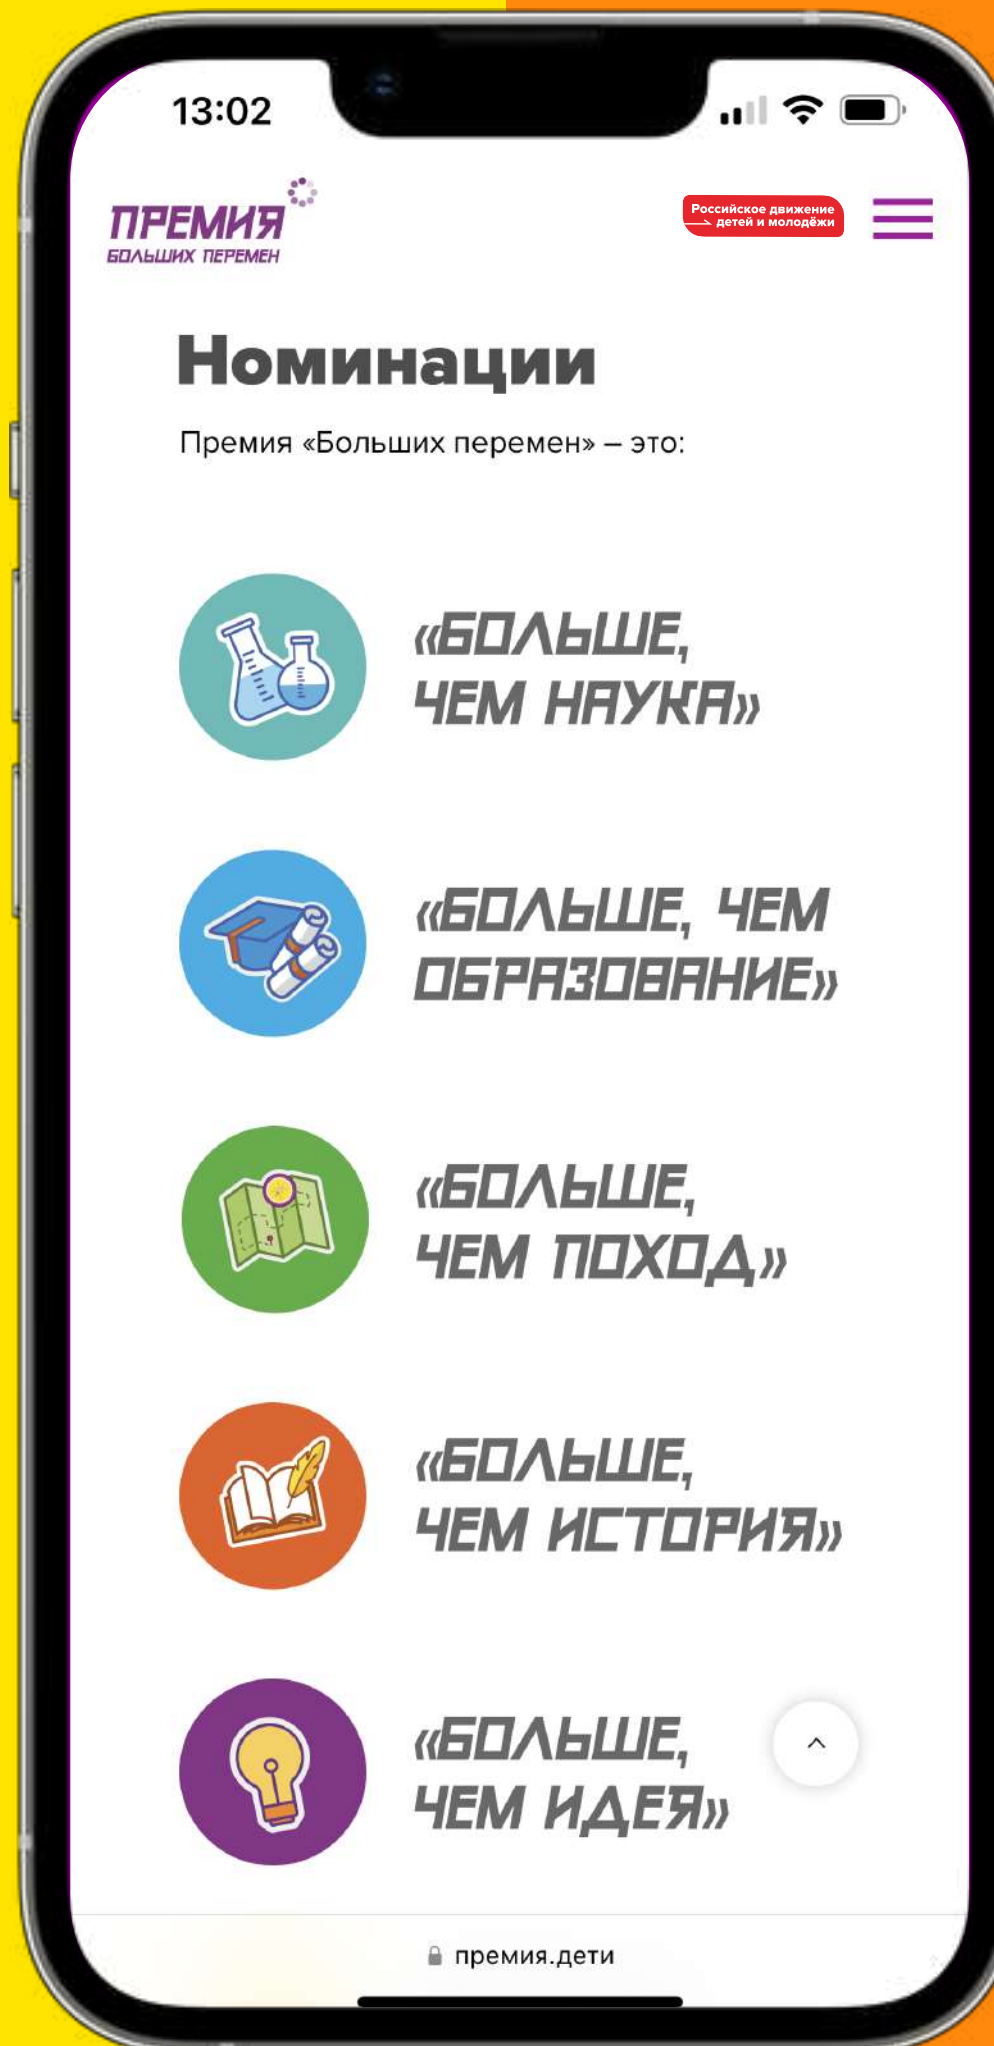 13:02
ПРЕМИЯ
БОЛЬШИХ ПЕРЕМЕН
Российское движение
детей и молодёжи
Номинации
Премия «Больших перемен» – это:
«БОЛЬШЕ,
ЧЕМ НАУКА»
«БОЛЬШЕ, ЧЕМ
ОБРАЗОВАНИЕ»
«БОЛЬШЕ,
ЧЕМ ПОХОД»
«БОЛЬШЕ,
ЧЕМ ИСТОРИЯ»
«БОЛЬШЕ,
ЧЕМ ИДЕЯ»
премия.дети